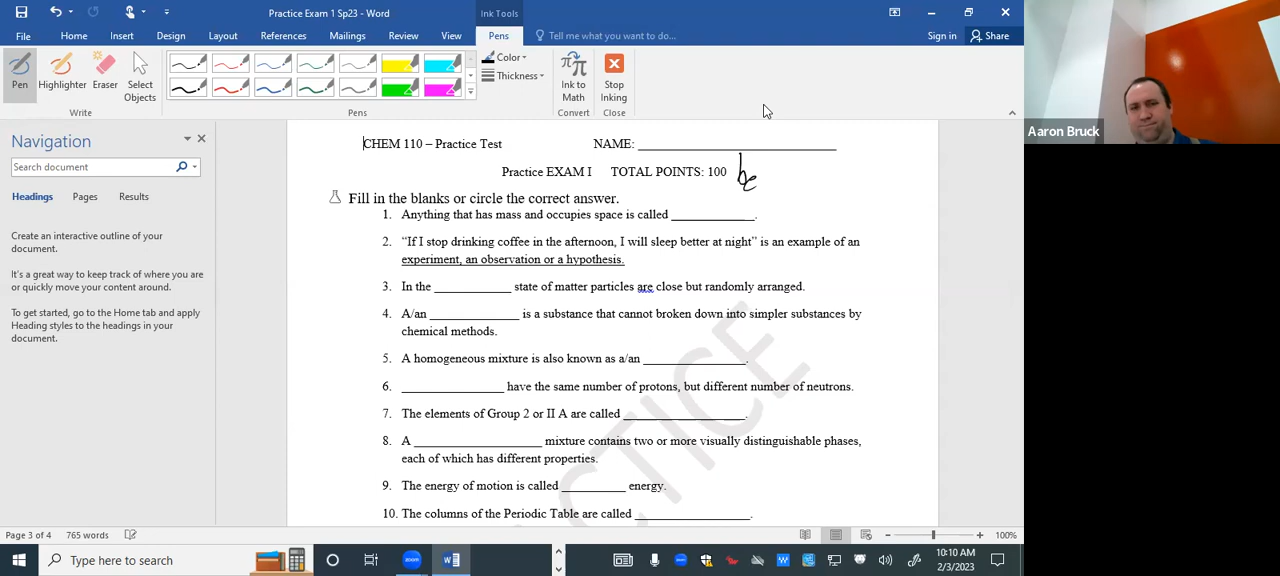 Practice Exam 1 Sp23 - Word
Ink Tools
File Home Insert Design Layout References Mailings Review View Pens Tell me what you want to do... Sign in Share
Pen Highlighter Eraser Select Objects
Color Thickness
Ink to Math
Stop Inking
Write Pens Convert Close
Aaron Bruck
Navigation
Search document
Headings Pages Results
Create an interactive outline of your document.
It's a great way to keep track of where you are or quickly move your content around.
To get started, go to the Home tab and apply Heading styles to the headings in your document.
CHEM 110 – Practice Test NAME: ______________
Practice EXAM I TOTAL POINTS: 100
Fill in the blanks or circle the correct answer.
1. Anything that has mass and occupies space is called ______________.
2. “If I stop drinking coffee in the afternoon, I will sleep better at night” is an example of an
experiment, an observation or a hypothesis.
3. In the ____________ state of matter particles are close but randomly arranged.
4. A/an ______________ is a substance that cannot broken down into simpler substances by
chemical methods.
5. A homogeneous mixture is also known as a/an ________________.
6. ________________ have the same number of protons, but different number of neutrons.
7. The elements of Group 2 or II A are called ___________________.
8. A ____________________ mixture contains two or more visually distinguishable phases,
each of which has different properties.
9. The energy of motion is called __________ energy.
10. The columns of the Periodic Table are called __________________.
PRACTICE
Page 3 of 4 765 words 100%
Type here to search
zoom
10:10 AM
2/3/2023